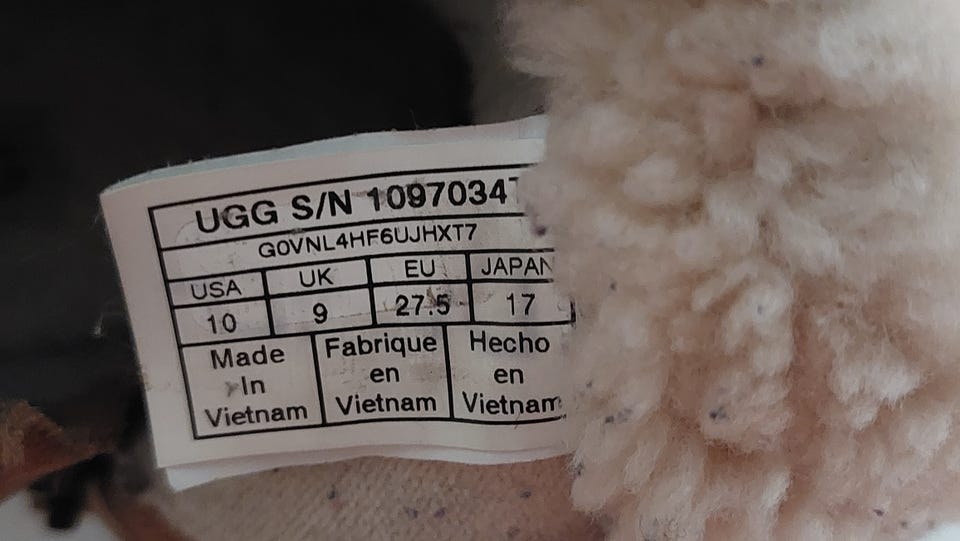 UGG S/N 1097034T
G0VNL4HF6UJHXT7
USA UK EU JAPAN
10 9 27.5 17
Made Fabrique Hecho
In en en
Vietnam Vietnam Vietnam